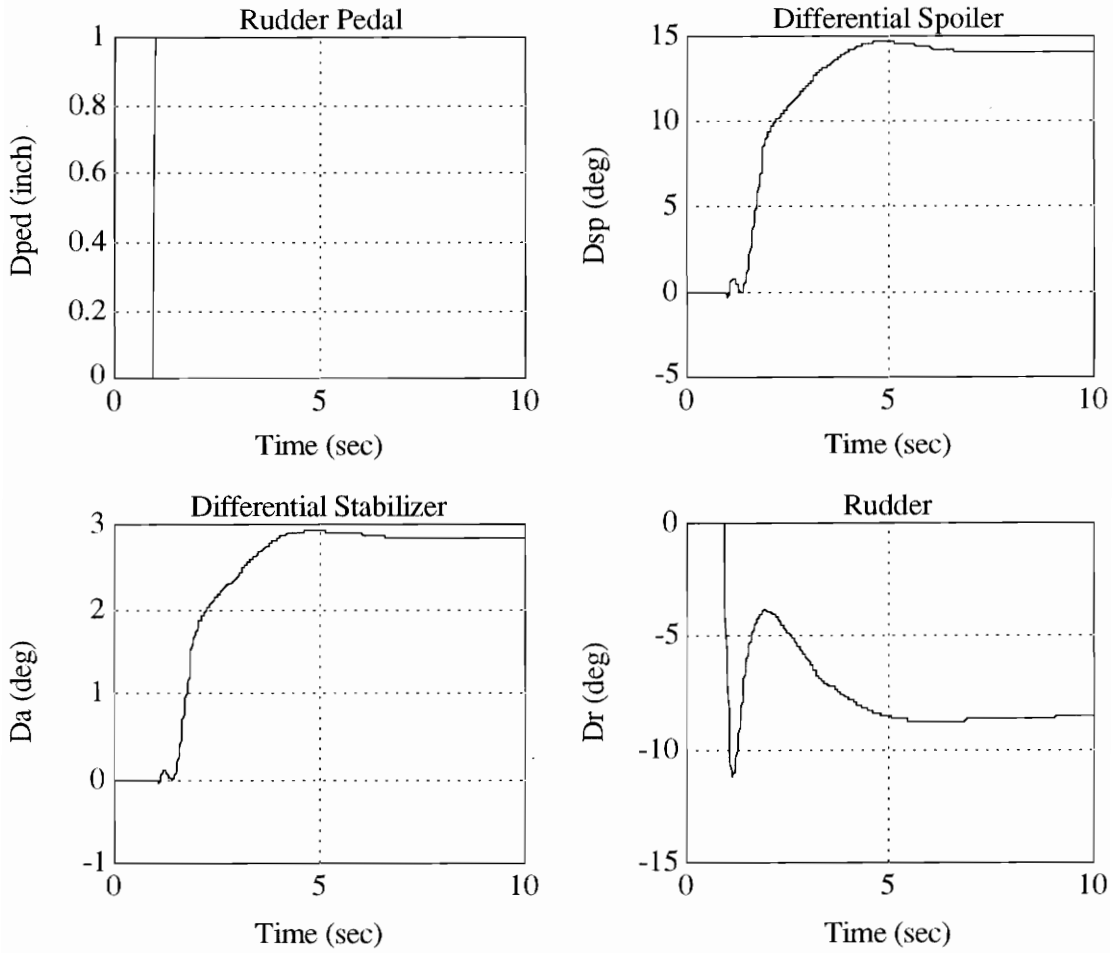 Rudder Pedal
Dped (inch)
1
0.8
0.6
0.4
0.2
0
0 5 10
Time (sec)
Differential Spoiler
Dsp (deg)
15
10
5
0
-5
0 5 10
Time (sec)
Differential Stabilizer
Da (deg)
3
2
1
0
-1
0 5 10
Time (sec)
Rudder
Dr (deg)
0
-5
-10
-15
0 5 10
Time (sec)